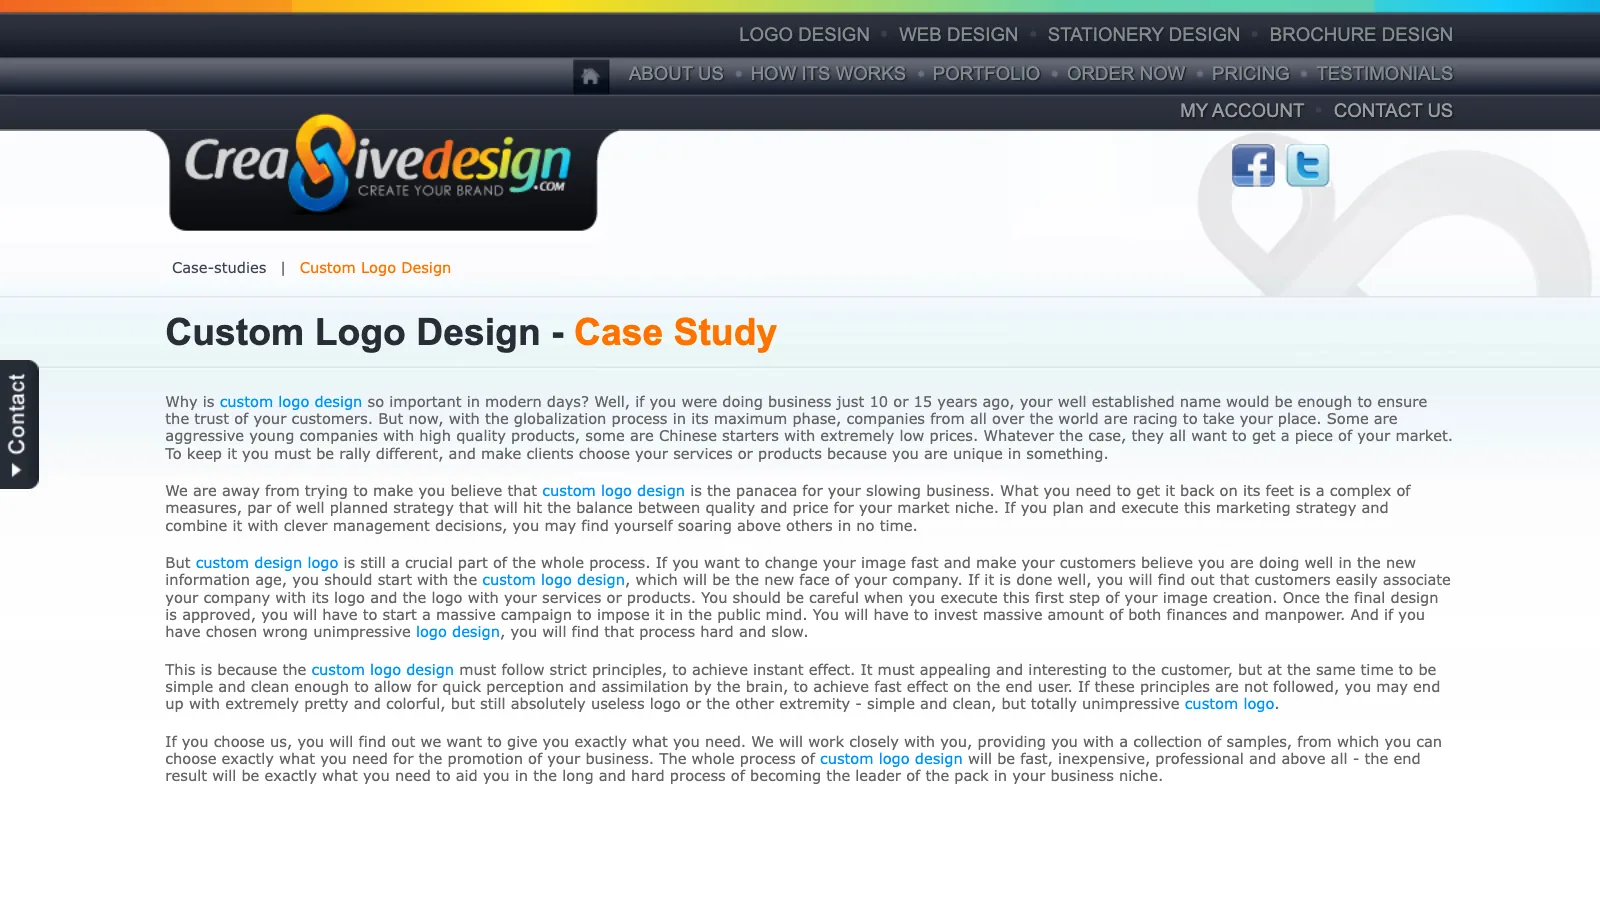 LOGO DESIGN • WEB DESIGN • STATIONERY DESIGN • BROCHURE DESIGN
ABOUT US • HOW ITS WORKS • PORTFOLIO • ORDER NOW • PRICING • TESTIMONIALS
MY ACCOUNT • CONTACT US
Crea8ivedesign.COM
CREATE YOUR BRAND
Case-studies | Custom Logo Design
Custom Logo Design - Case Study
Contact
Why is custom logo design so important in modern days? Well, if you were doing business just 10 or 15 years ago, your well established name would be enough to ensure
the trust of your customers. But now, with the globalization process in its maximum phase, companies from all over the world are racing to take your place. Some are
aggressive young companies with high quality products, some are Chinese starters with extremely low prices. Whatever the case, they all want to get a piece of your market.
To keep it you must be rally different, and make clients choose your services or products because you are unique in something.
We are away from trying to make you believe that custom logo design is the panacea for your slowing business. What you need to get it back on its feet is a complex of
measures, par of well planned strategy that will hit the balance between quality and price for your market niche. If you plan and execute this marketing strategy and
combine it with clever management decisions, you may find yourself soaring above others in no time.
But custom design logo is still a crucial part of the whole process. If you want to change your image fast and make your customers believe you are doing well in the new
information age, you should start with the custom logo design, which will be the new face of your company. If it is done well, you will find out that customers easily associate
your company with its logo and the logo with your services or products. You should be careful when you execute this first step of your image creation. Once the final design
is approved, you will have to start a massive campaign to impose it in the public mind. You will have to invest massive amount of both finances and manpower. And if you
have chosen wrong unimpressive logo design, you will find that process hard and slow.
This is because the custom logo design must follow strict principles, to achieve instant effect. It must appealing and interesting to the customer, but at the same time to be
simple and clean enough to allow for quick perception and assimilation by the brain, to achieve fast effect on the end user. If these principles are not followed, you may end
up with extremely pretty and colorful, but still absolutely useless logo or the other extremity - simple and clean, but totally unimpressive custom logo.
If you choose us, you will find out we want to give you exactly what you need. We will work closely with you, providing you with a collection of samples, from which you can
choose exactly what you need for the promotion of your business. The whole process of custom logo design will be fast, inexpensive, professional and above all - the end
result will be exactly what you need to aid you in the long and hard process of becoming the leader of the pack in your business niche.